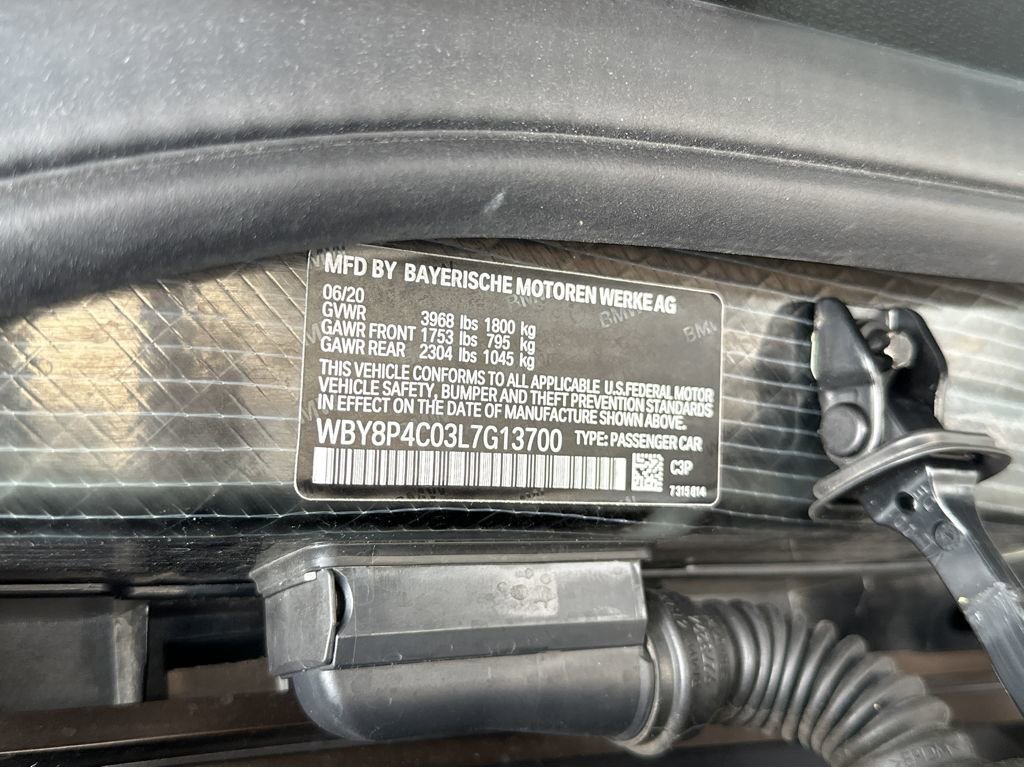 MFD BY BAYERISCHE MOTOREN WERKE AG
06/20
GVWR 3968 lbs 1800 kg
GAWR FRONT 1753 lbs 795 kg
GAWR REAR 2304 lbs 1045 kg
THIS VEHICLE CONFORMS TO ALL APPLICABLE U.S.FEDERAL MOTOR
VEHICLE SAFETY, BUMPER AND THEFT PREVENTION STANDARDS
IN EFFECT ON THE DATE OF MANUFACTURE SHOWN ABOVE.
WBY8P4C03L7G13700 TYPE: PASSENGER CAR
C3P
7315814